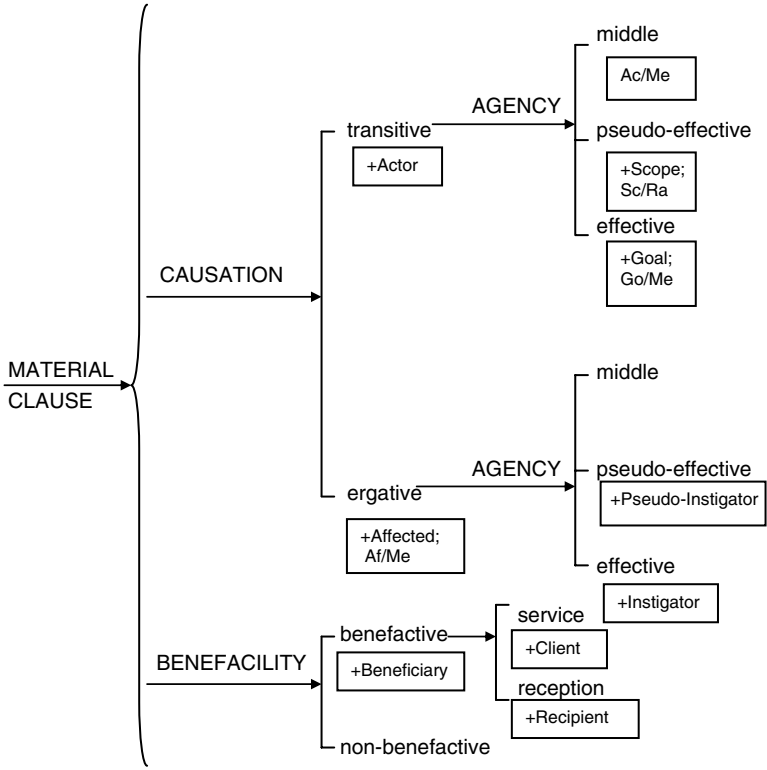 MATERIAL
CLAUSE
CAUSATION
transitive
+Actor
AGENCY
middle
Ac/Me
pseudo-effective
+Scope;
Sc/Ra
effective
+Goal;
Go/Me
ergative
+Affected;
Af/Me
AGENCY
middle
pseudo-effective
+Pseudo-Instigator
effective
+Instigator
BENEFACILITY
benefactive
+Beneficiary
service
+Client
reception
+Recipient
non-benefactive